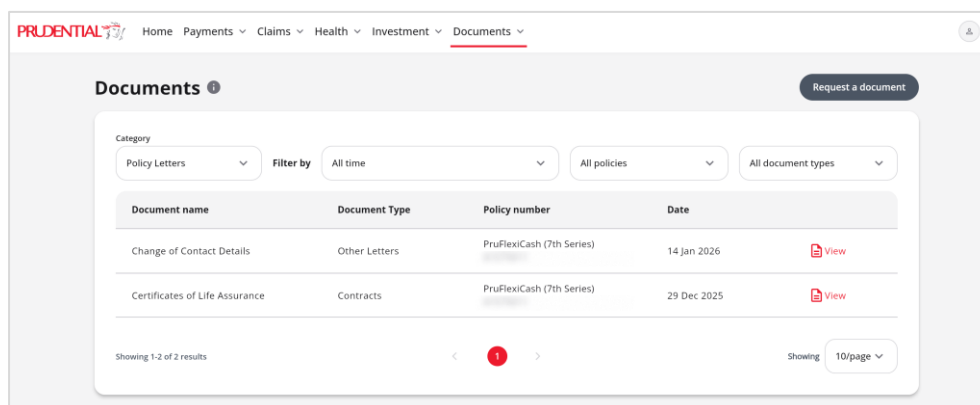 PRUDENTIAL Home Payments Claims Health Investment Documents
Documents
Request a document
Category
Policy Letters Filter by All time All policies All document types
Document name Document Type Policy number Date
Change of Contact Details Other Letters PruFlexiCash (7th Series) 14 Jan 2026 View
Certificates of Life Assurance Contracts PruFlexiCash (7th Series) 29 Dec 2025 View
Showing 1-2 of 2 results 1 Showing 10/page